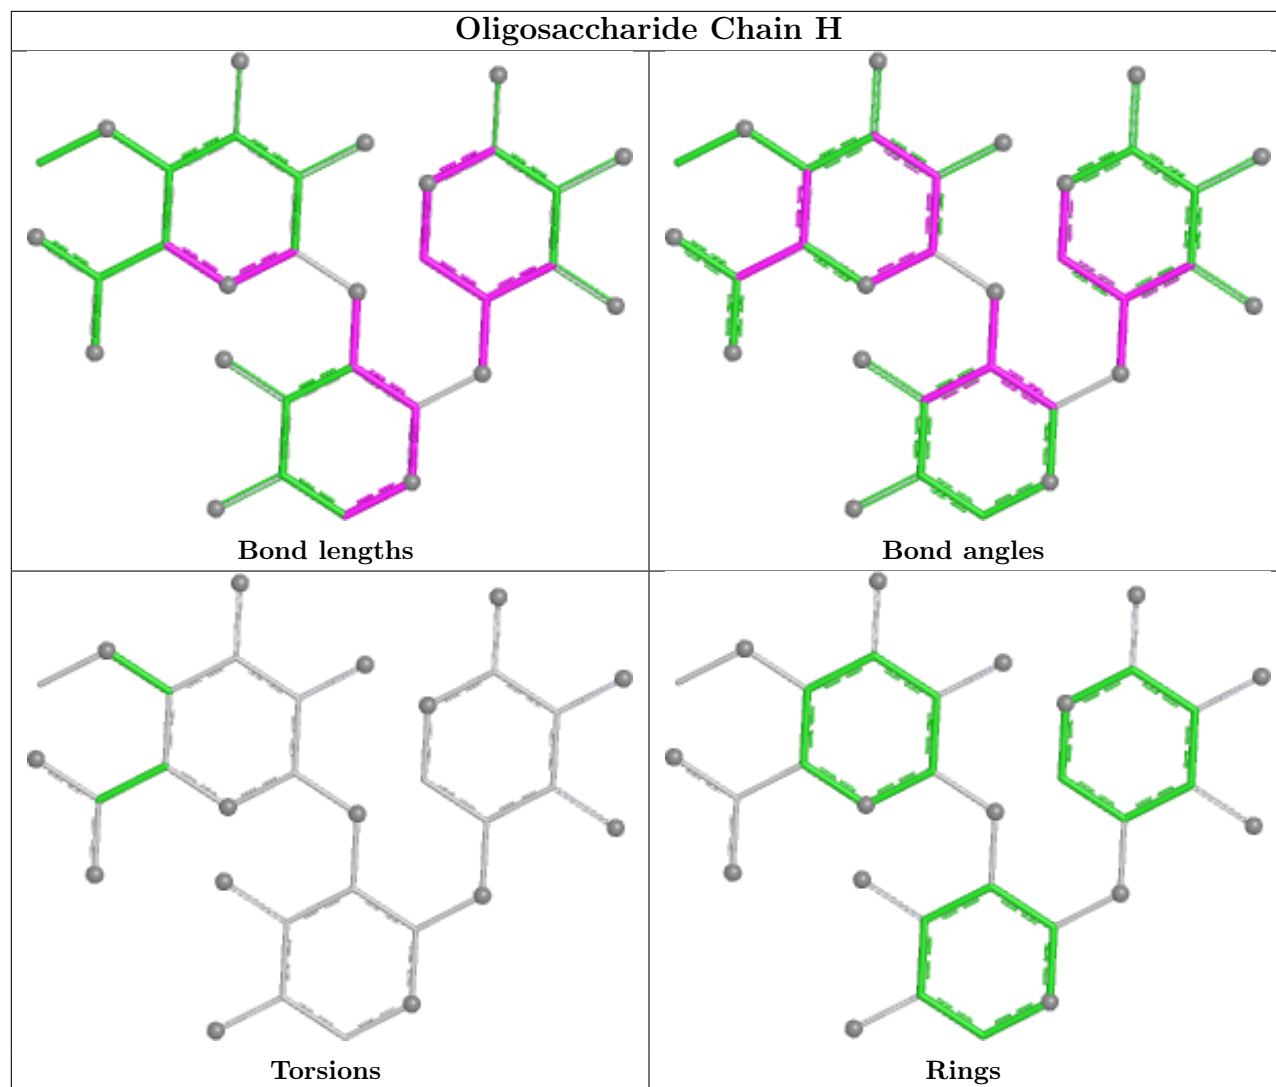 Oligosaccharide Chain H
Bond lengths
Bond angles
Torsions
Rings